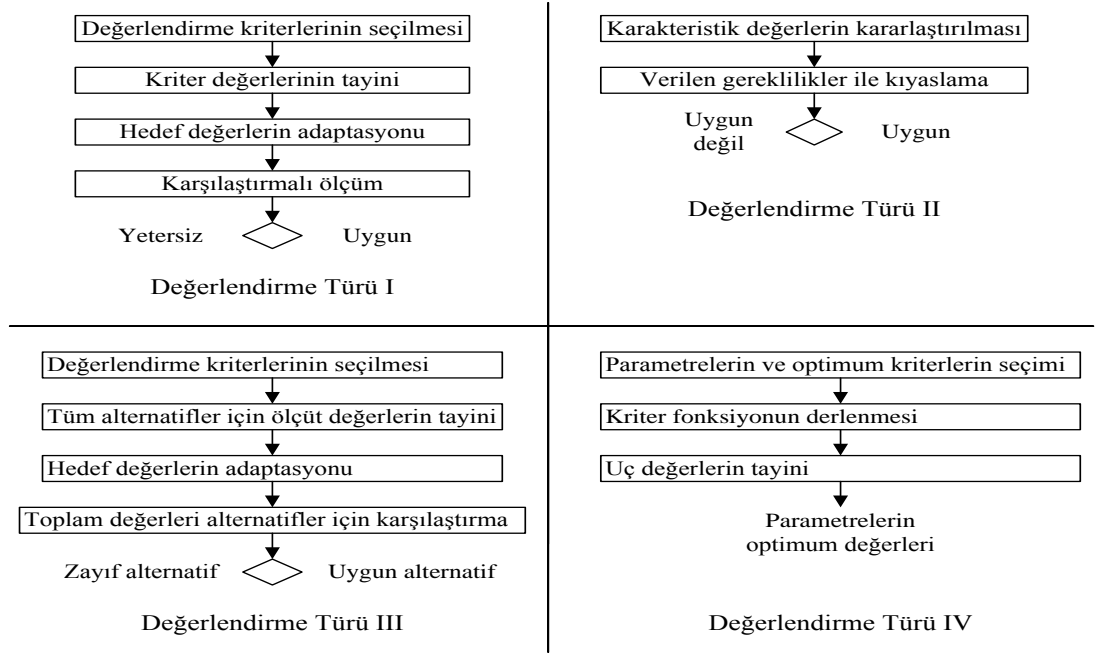 Değerlendirme kriterlerinin seçilmesi
Kriter değerlerinin tayini
Hedef değerlerin adaptasyonu
Karşılaştırmalı ölçüm
Yetersiz
Uygun
Değerlendirme Türü I
Karakteristik değerlerin kararlaştırılması
Verilen gereklilikler ile kıyaslama
Uygun
değil
Uygun
Değerlendirme Türü II
Değerlendirme kriterlerinin seçilmesi
Tüm alternatifler için ölçüt değerlerin tayini
Hedef değerlerin adaptasyonu
Toplam değerleri alternatifler için karşılaştırma
Zayıf alternatif
Uygun alternatif
Değerlendirme Türü III
Parametrelerin ve optimum kriterlerin seçimi
Kriter fonksiyonun derlenmesi
Uç değerlerin tayini
Parametrelerin
optimum değerleri
Değerlendirme Türü IV